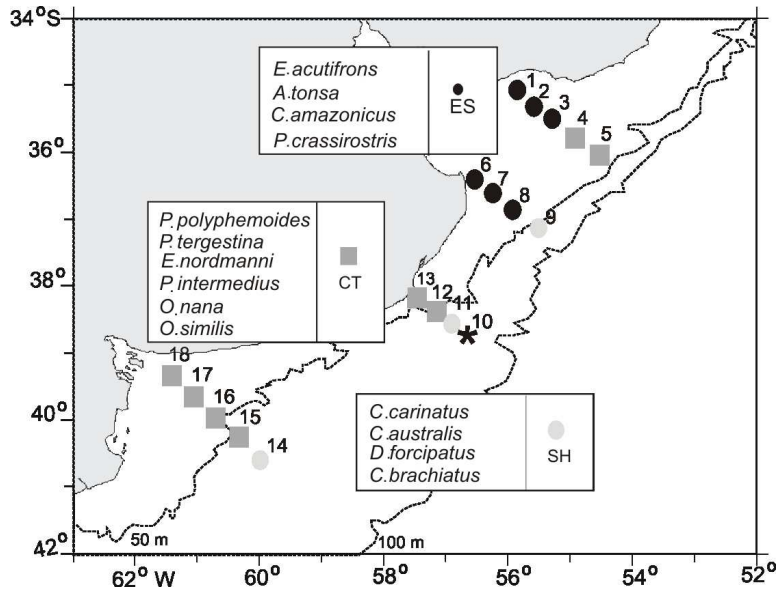 34°S
36°
38°
40°
42°
E.acutifrons
A.tonsa
C.amazonicus
P.crassirostris
ES
1
2
3
4
5
6
7
8
9
P.polyphemoides
P.tergestina
E.nordmanni
P.intermedius
O.nana
O.similis
CT
13
12
11
10
18
17
16
15
14
C.carinatus
C.australis
D.forcipatus
C.brachiatus
SH
50 m
100 m
62° W
60°
58°
56°
54°
52°